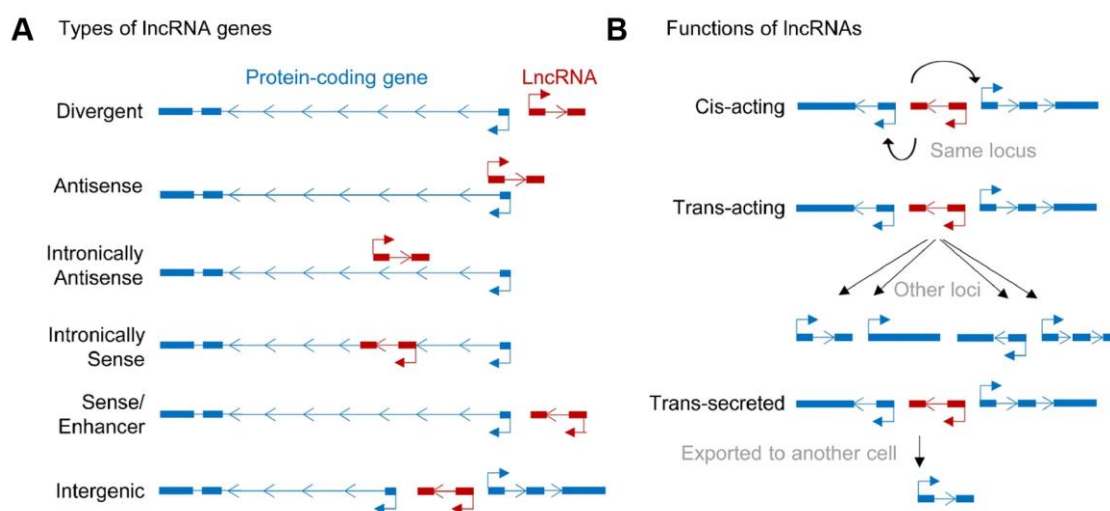 A Types of lncRNA genes
Protein-coding gene LncRNA
Divergent
Antisense
Intronically
Antisense
Intronically
Sense
Sense/
Enhancer
Intergenic
B Functions of lncRNAs
Cis-acting
Same locus
Trans-acting
Other loci
Trans-secreted
Exported to another cell